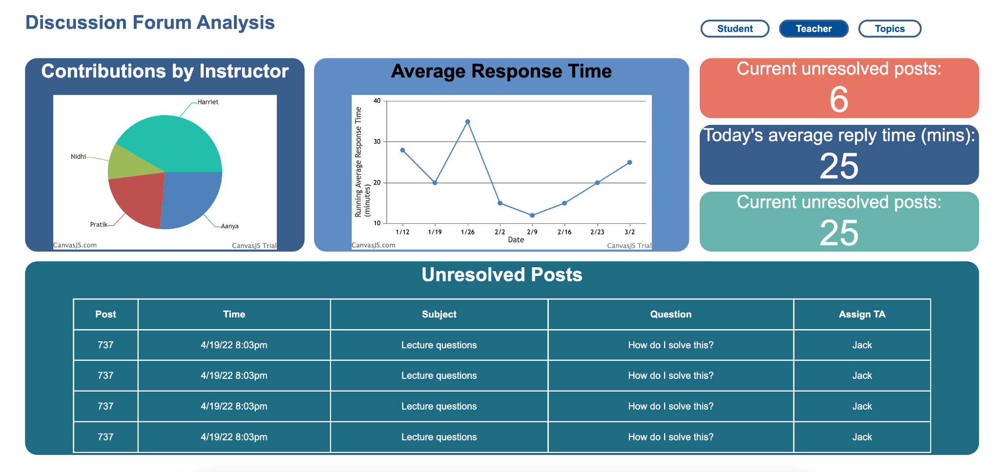 Discussion Forum Analysis
Student
Teacher
Topics
Contributions by Instructor
Harriet
Nidhi
Pratik
Aanya
CanvasJS.com
CanvasJS Trial
Average Response Time
Running Average Response Time
(minutes)
40
30
20
10
1/12
1/19
1/26
2/2
2/9
2/16
2/23
3/2
Date
CanvasJS.com
CanvasJS Trial
Current unresolved posts:
6
Today's average reply time (mins):
25
Current unresolved posts:
25
Unresolved Posts
Post Time Subject Question Assign TA
737 4/19/22 8:03pm Lecture questions How do I solve this? Jack
737 4/19/22 8:03pm Lecture questions How do I solve this? Jack
737 4/19/22 8:03pm Lecture questions How do I solve this? Jack
737 4/19/22 8:03pm Lecture questions How do I solve this? Jack